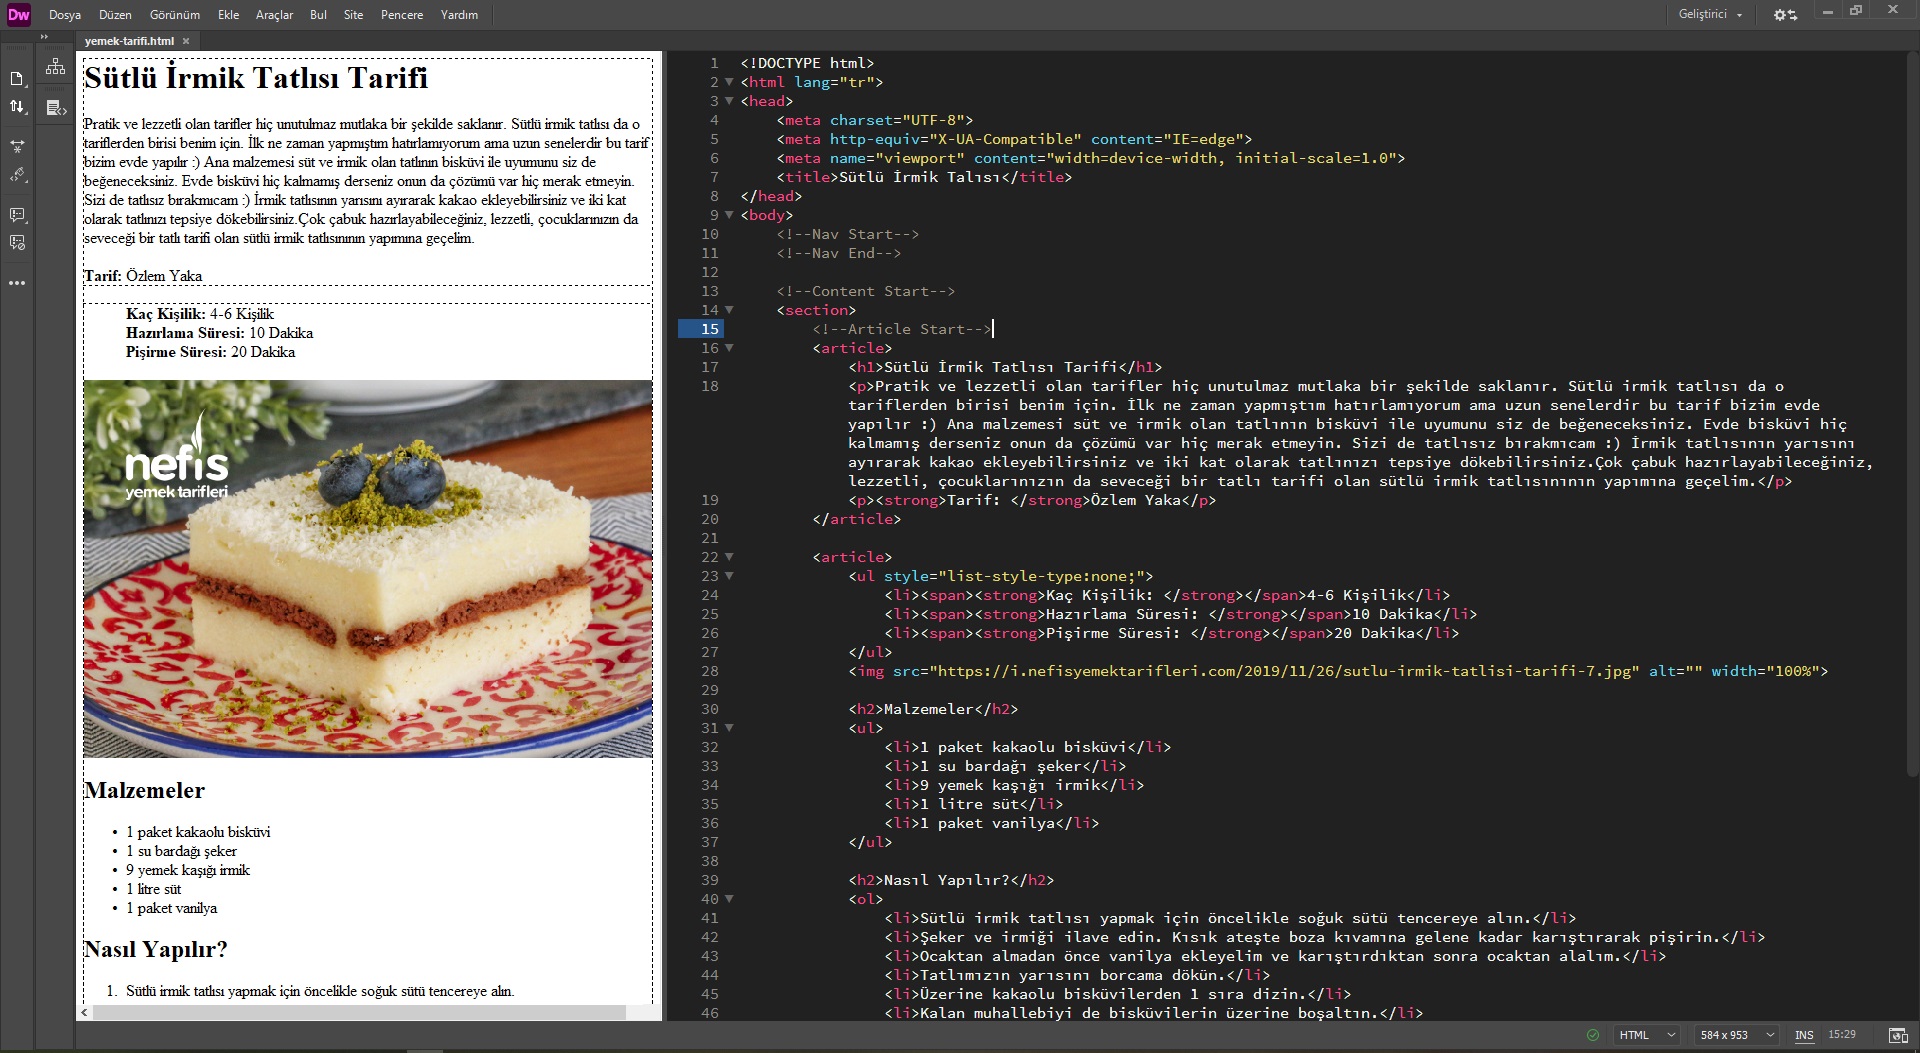 Dw Dosya Düzen Görünüm Ekle Araçlar Bul Site Pencere Yardım Geliştirici
yemek-tarifi.html
Sütlü İrmik Tatlısı Tarifi
Pratik ve lezzetli olan tarifler hiç unutulmaz mutlaka bir şekilde saklanır. Sütlü irmik tatlısı da o
tariflerden birisi benim için. İlk ne zaman yapmıştım hatırlamıyorum ama uzun senelerdir bu tarif
bizim evde yapılır :) Ana malzemesi süt ve irmik olan tatlının bisküvi ile uyumunu siz de
beğeneceksiniz. Evde bisküvi hiç kalmamış derseniz onun da çözümü var hiç merak etmeyin.
Sizi de tatlısız bırakmıcam :) İrmik tatlısının yarısını ayırarak kakao ekleyebilirsiniz ve iki kat
olarak tatlınızı tepsiye dökebilirsiniz.Çok çabuk hazırlayabileceğiniz, lezzetli, çocuklarınızın da
seveceği bir tatlı tarifi olan sütlü irmik tatlısınının yapımına geçelim.
Tarif: Özlem Yaka
Kaç Kişilik: 4-6 Kişilik
Hazırlama Süresi: 10 Dakika
Pişirme Süresi: 20 Dakika
nefis
yemek tarifleri
Malzemeler
• 1 paket kakaolu bisküvi
• 1 su bardağı şeker
• 9 yemek kaşığı irmik
• 1 litre süt
• 1 paket vanilya
Nasıl Yapılır?
1. Sütlü irmik tatlısı yapmak için öncelikle soğuk sütü tencereye alın.
1 <!DOCTYPE html>
2 <html lang="tr">
3 <head>
4 <meta charset="UTF-8">
5 <meta http-equiv="X-UA-Compatible" content="IE=edge">
6 <meta name="viewport" content="width=device-width, initial-scale=1.0">
7 <title>Sütlü İrmik Talısı</title>
8 </head>
9 <body>
10 <!--Nav Start-->
11 <!--Nav End-->
12
13 <!--Content Start-->
14 <section>
15 <!--Article Start-->
16 <article>
17 <h1>Sütlü İrmik Tatlısı Tarifi</h1>
18 <p>Pratik ve lezzetli olan tarifler hiç unutulmaz mutlaka bir şekilde saklanır. Sütlü irmik tatlısı da o
tariflerden birisi benim için. İlk ne zaman yapmıştım hatırlamıyorum ama uzun senelerdir bu tarif bizim evde
yapılır :) Ana malzemesi süt ve irmik olan tatlının bisküvi ile uyumunu siz de beğeneceksiniz. Evde bisküvi hiç
kalmamış derseniz onun da çözümü var hiç merak etmeyin. Sizi de tatlısız bırakmıcam :) İrmik tatlısının yarısını
ayırarak kakao ekleyebilirsiniz ve iki kat olarak tatlınızı tepsiye dökebilirsiniz.Çok çabuk hazırlayabileceğiniz,
lezzetli, çocuklarınızın da seveceği bir tatlı tarifi olan sütlü irmik tatlısınının yapımına geçelim.</p>
19 <p><strong>Tarif: </strong>Özlem Yaka</p>
20 </article>
21
22 <article>
23 <ul style="list-style-type:none;">
24 <li><span><strong>Kaç Kişilik: </strong></span>4-6 Kişilik</li>
25 <li><span><strong>Hazırlama Süresi: </strong></span>10 Dakika</li>
26 <li><span><strong>Pişirme Süresi: </strong></span>20 Dakika</li>
27 </ul>
28 <img src="https://i.nefisyemektarifleri.com/2019/11/26/sutlu-irmik-tatlisi-tarifi-7.jpg" alt="" width="100%">
29
30 <h2>Malzemeler</h2>
31 <ul>
32 <li>1 paket kakaolu bisküvi</li>
33 <li>1 su bardağı şeker</li>
34 <li>9 yemek kaşığı irmik</li>
35 <li>1 litre süt</li>
36 <li>1 paket vanilya</li>
37 </ul>
38
39 <h2>Nasıl Yapılır?</h2>
40 <ol>
41 <li>Sütlü irmik tatlısı yapmak için öncelikle soğuk sütü tencereye alın.</li>
42 <li>Şeker ve irmiği ilave edin. Kısık ateşte boza kıvamına gelene kadar karıştırarak pişirin.</li>
43 <li>Ocaktan almadan önce vanilya ekleyelim ve karıştırdıktan sonra ocaktan alalım.</li>
44 <li>Tatlımızın yarısını borcama dökün.</li>
45 <li>Üzerine kakaolu bisküvilerden 1 sıra dizin.</li>
46 <li>Kalan muhallebiyi de bisküvilerin üzerine boşaltın.</li>
HTML 584 x 953 INS 15:29